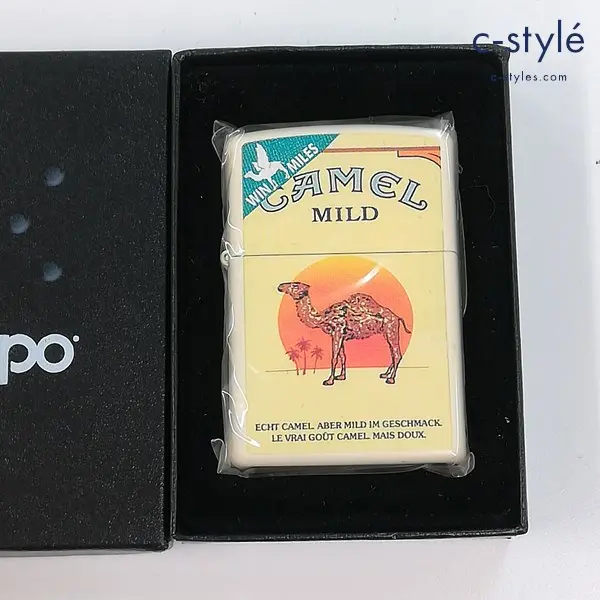 c-stylé
c-styles.com
WIN A MILES
CAMEL
MILD
ppo
ECHT CAMEL. ABER MILD IM GESCHMACK.
LE VRAI GOÛT CAMEL. MAIS DOUX.